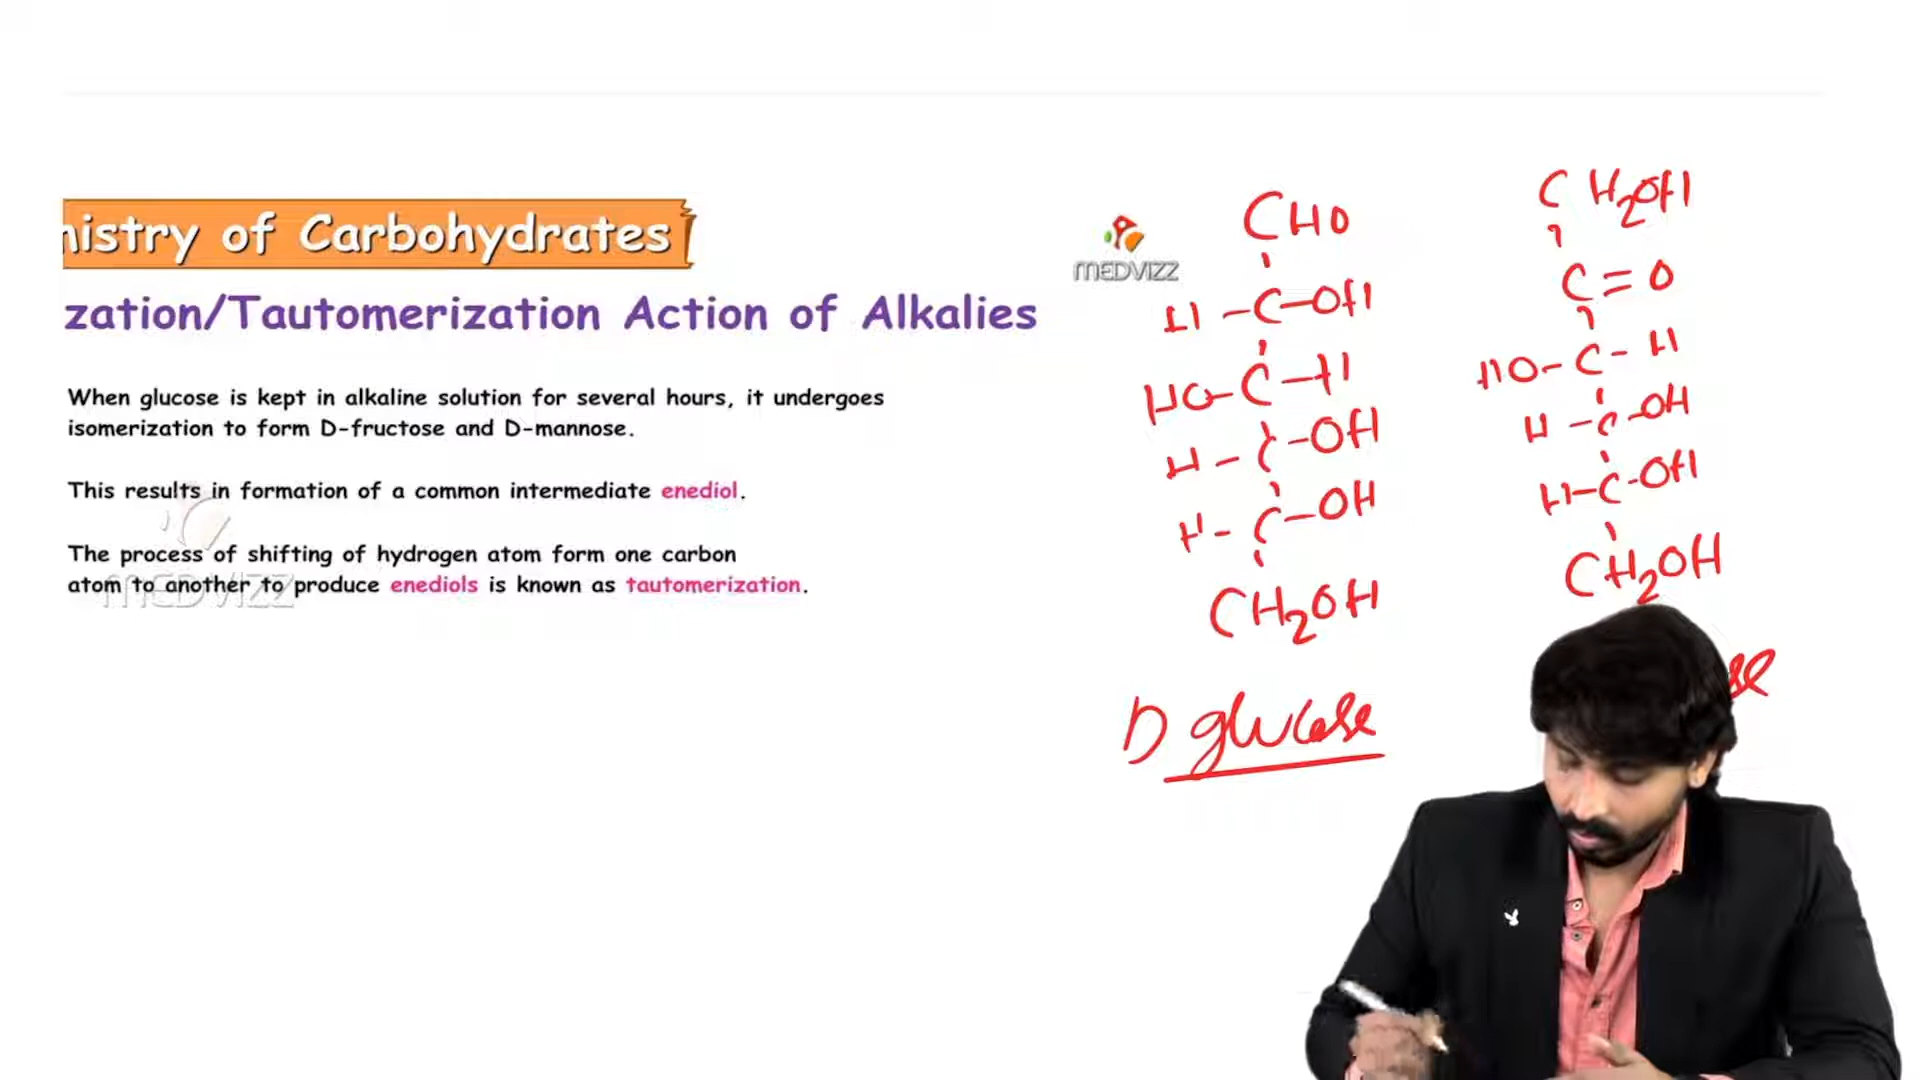 nistry of Carbohydrates
zation/Tautomerization Action of Alkalies
When glucose is kept in alkaline solution for several hours, it undergoes
isomerization to form D-fructose and D-mannose.
This results in formation of a common intermediate enediol.
The process of shifting of hydrogen atom form one carbon
atom to another to produce enediols is known as tautomerization.
MEDVIZZ
MEDVIZZ
CHO
H-C-OH
HO-C-H
H-C-OH
H-C-OH
CH2OH
D glucose
CH2OH
C=O
HO-C-H
H-C-OH
H-C-OH
CH2OH
se